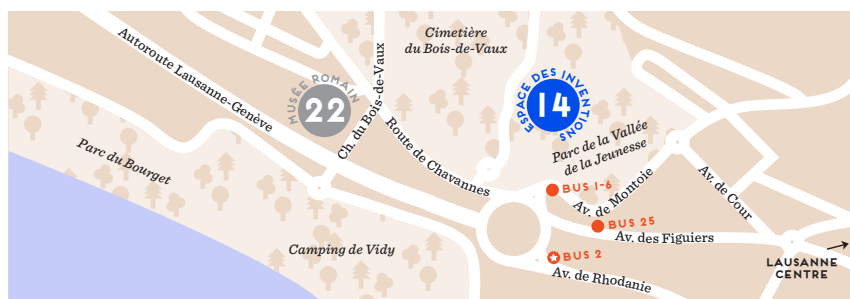 Cimetière
du Bois-de-Vaux
Autoroute Lausanne-Genève
MUSÉE ROMAIN
22
Ch. du Bois-de-Vaux
ESPACE DES INVENTIONS
14
Route de Chavannes
Parc de la Vallée
de la Jeunesse
Parc du Bourget
BUS 1-6
Av. de Montoie
Av. de Cour
BUS 25
Av. des Figuiers
Camping de Vidy
BUS 2
Av. de Rhodanie
LAUSANNE
CENTRE